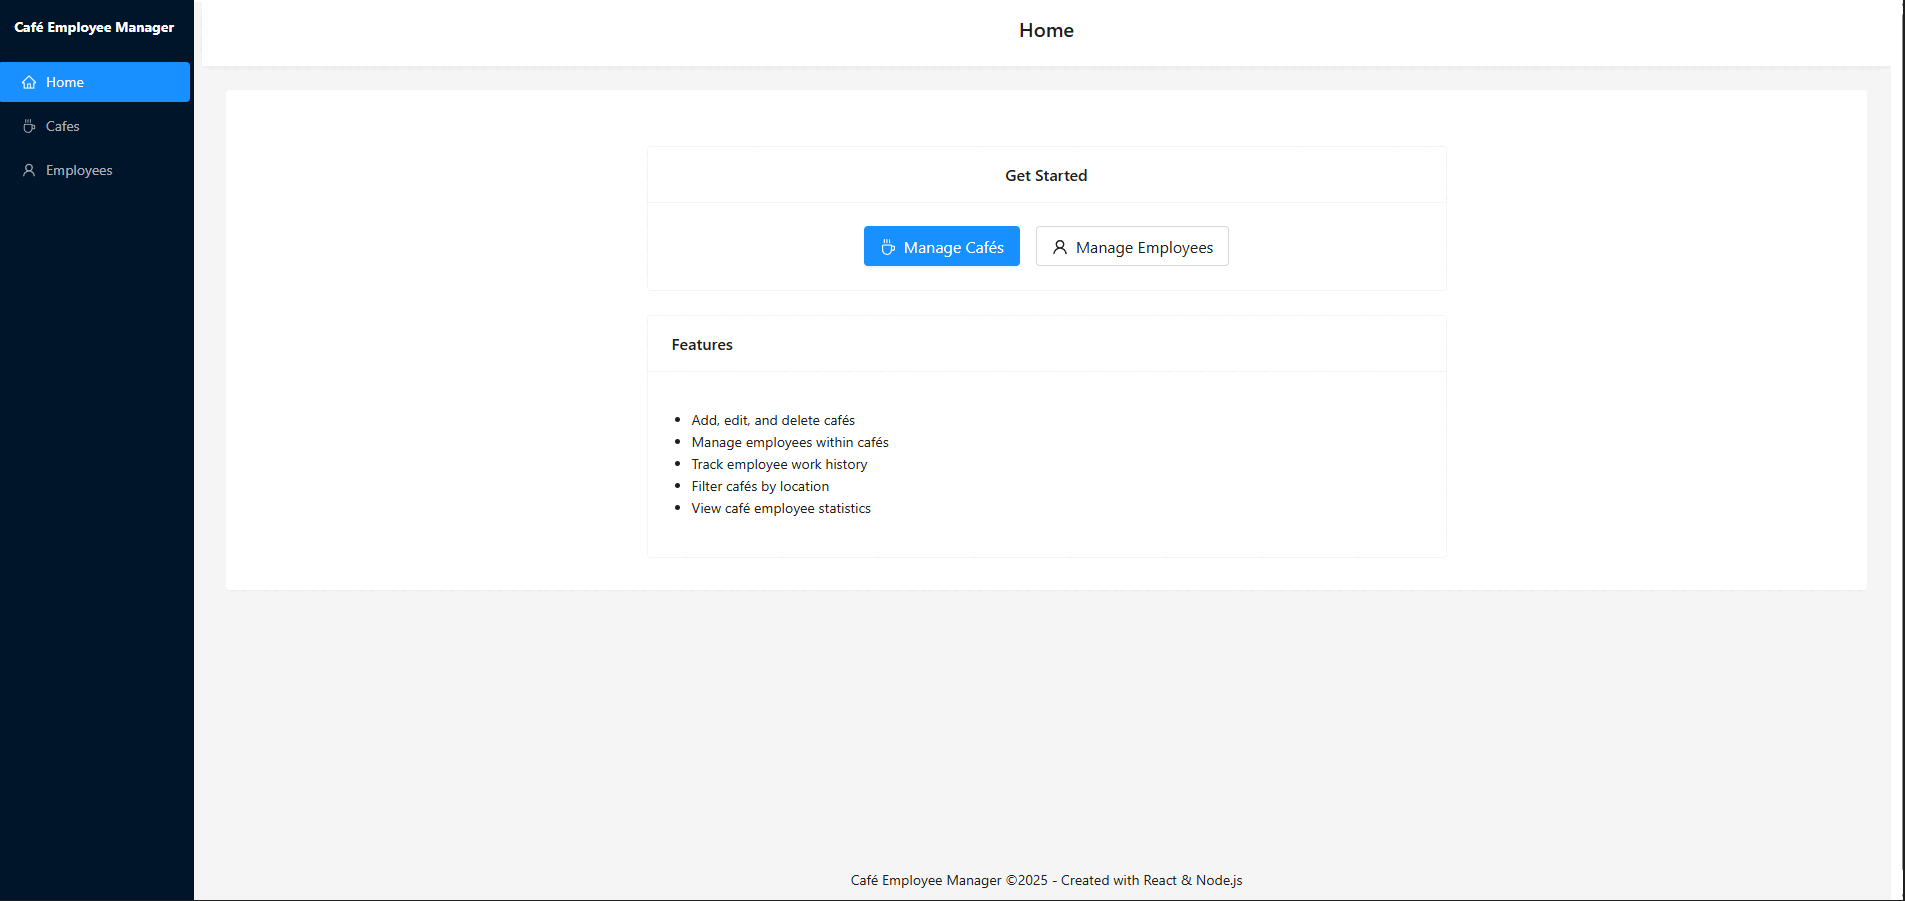 Café Employee Manager
Home
Cafes
Employees
Home
Get Started
Manage Cafés
Manage Employees
Features
Add, edit, and delete cafés
Manage employees within cafés
Track employee work history
Filter cafés by location
View café employee statistics
Café Employee Manager ©2025 - Created with React & Node.js